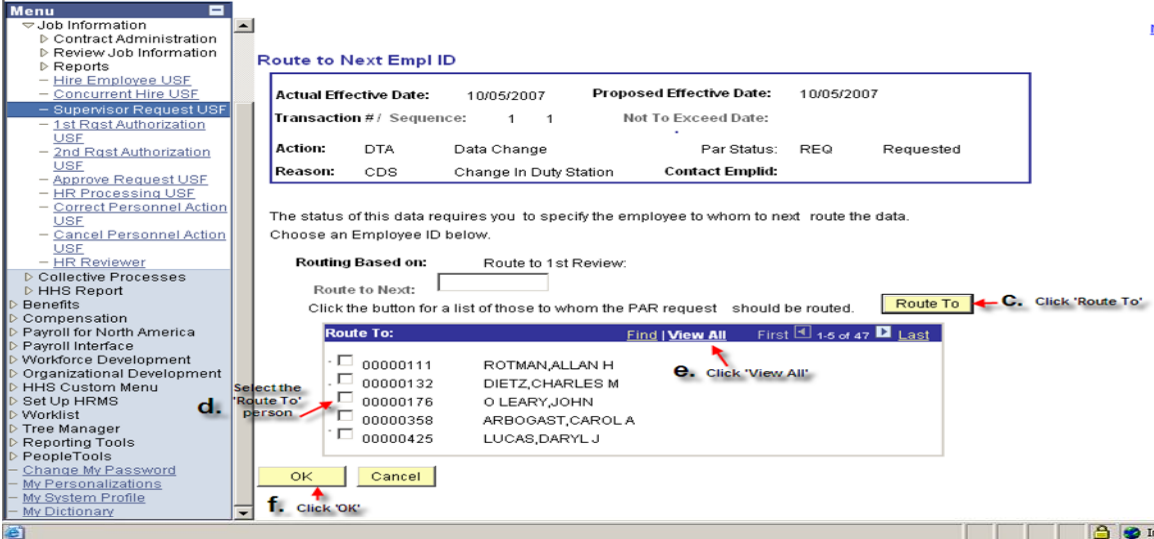 Menu
Job Information
Contract Administration
Review Job Information
Reports
Hire Employee USF
Concurrent Hire USF
Supervisor Request USF
1st Rqst Authorization
USF
2nd Rqst Authorization
USF
Approve Request USF
HR Processing USF
Correct Personnel Action
USF
Cancel Personnel Action
USF
HR Reviewer
Collective Processes
HHS Report
Benefits
Compensation
Payroll for North America
Payroll Interface
Workforce Development
Organizational Development
HHS Custom Menu
Set Up HRMS
Worklist
Tree Manager
Reporting Tools
PeopleTools
Change My Password
My Personalizations
My System Profile
My Dictionary
Route to Next Empl ID
Actual Effective Date: 10/05/2007 Proposed Effective Date: 10/05/2007
Transaction # / Sequence: 1 1 Not To Exceed Date:
Action: DTA Data Change Par Status: REQ Requested
Reason: CDS Change In Duty Station Contact Emplid:
The status of this data requires you to specify the employee to whom to next route the data.
Choose an Employee ID below.
Routing Based on: Route to 1st Review:
Route to Next:
Click the button for a list of those to whom the PAR request should be routed. Route To C. Click 'Route To'
Route To: Find | View All First 1-5 of 47 Last
00000111 ROTMAN,ALLAN H
e. Click 'View All'
00000132 DIETZ,CHARLES M
Select the
d. 'Route To'
person
00000176 O LEARY,JOHN
00000358 ARBOGAST,CAROL A
00000425 LUCAS,DARYL J
OK Cancel
f. Click 'OK'